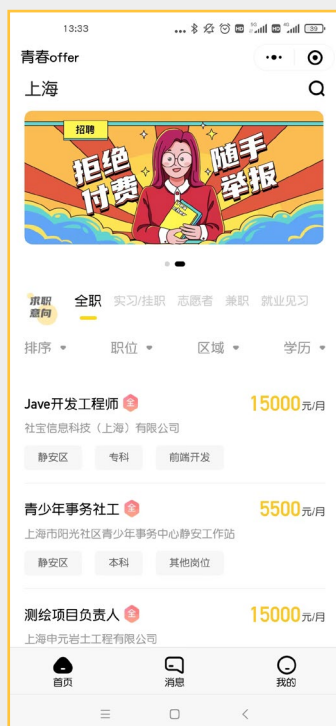 13:33
39
青春offer
上海
招聘
拒绝 随手
付费 举报
求职 意向
全职 实习/挂职 志愿者 兼职 就业见习
排序 职位 区域 学历
Jave开发工程师 全 15000元/月
社宝信息科技（上海）有限公司
静安区 专科 前端开发
青少年事务社工 全 5500元/月
上海市阳光社区青少年事务中心静安工作站
静安区 本科 其他岗位
测绘项目负责人 全 15000元/月
上海申元岩土工程有限公司
首页 消息 我的